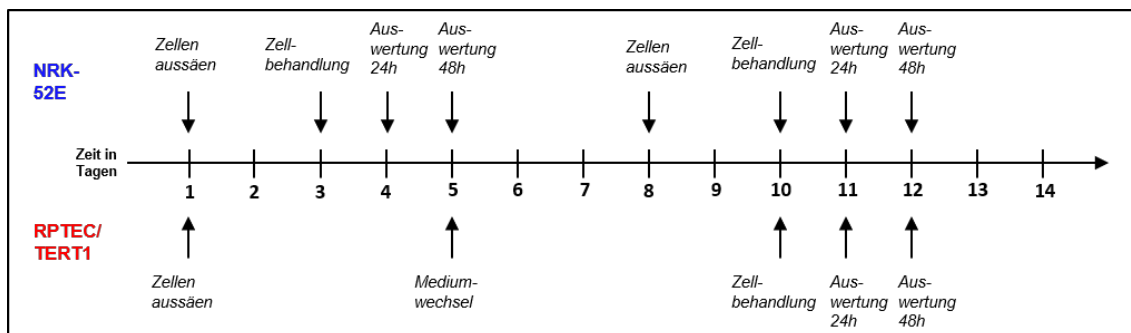 Zellen
aussäen
Zell-
behandlung
Aus-
wertung
24h
Aus-
wertung
48h
Zellen
aussäen
Zell-
behandlung
Aus-
wertung
24h
Aus-
wertung
48h
NRK-
52E
Zeit in
Tagen
1 2 3 4 5 6 7 8 9 10 11 12 13 14
RPTEC/
TERT1
Zellen
aussäen
Medium-
wechsel
Zell-
behandlung
Aus-
wertung
24h
Aus-
wertung
48h